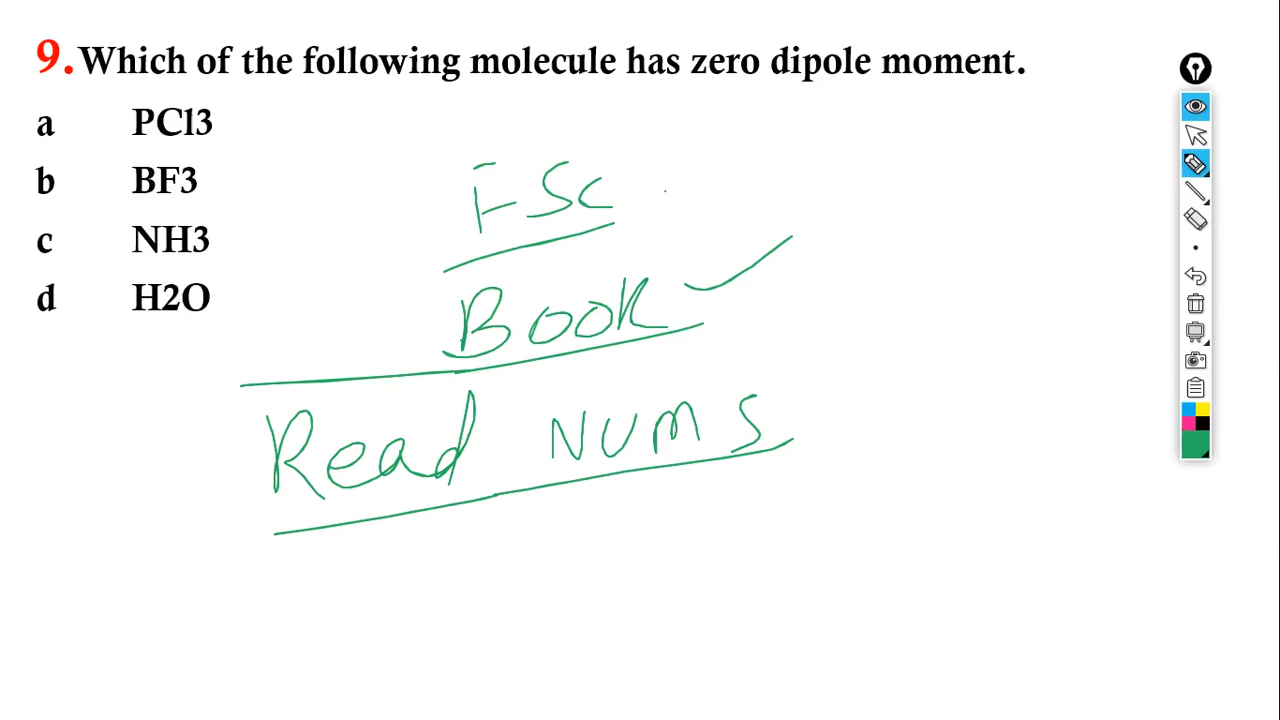 9. Which of the following molecule has zero dipole moment.
a PCl3
b BF3
c NH3
d H2O
FSc
Book
Read NUMS